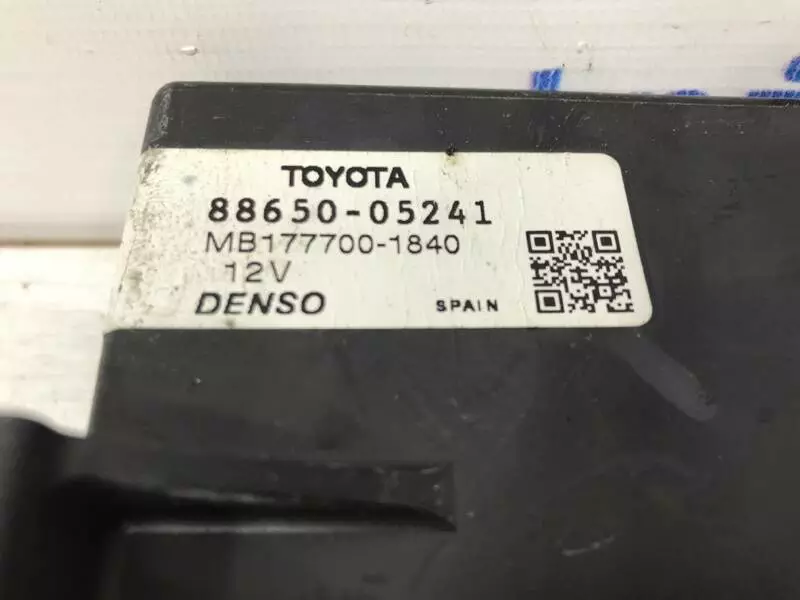 TOYOTA
88650-05241
MB177700-1840
12V
DENSO
SPAIN